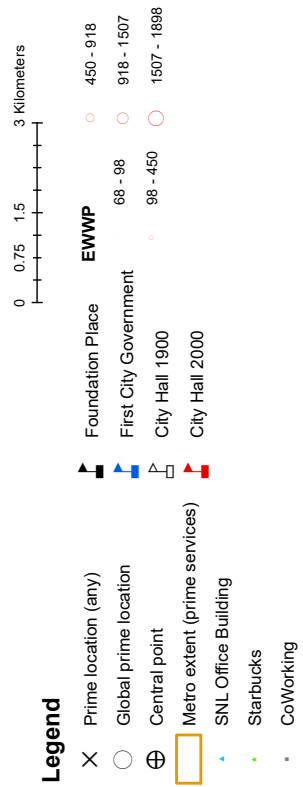 Legend
Prime location (any)
Global prime location
Central point
Metro extent (prime services)
SNL Office Building
Starbucks
CoWorking
Foundation Place
First City Government
City Hall 1900
City Hall 2000
0 0.75 1.5 3 Kilometers
EWWP
68 - 98
98 - 450
450 - 918
918 - 1507
1507 - 1898